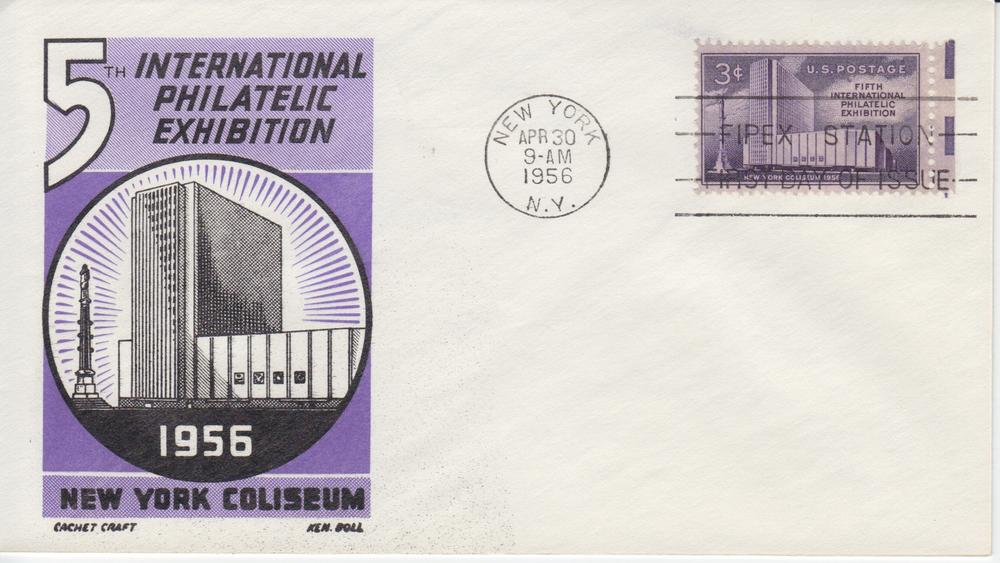 5TH INTERNATIONAL
PHILATELIC
EXHIBITION
1956
NEW YORK COLISEUM
CACHET CRAFT
KEN. BOLL
NEW YORK
APR 30
9-AM
1956
N.Y.
3¢
U.S. POSTAGE
FIFTH
INTERNATIONAL
PHILATELIC
EXHIBITION
NEW YORK COLISEUM 1956
FIPEX STATION
FIRST DAY OF ISSUE